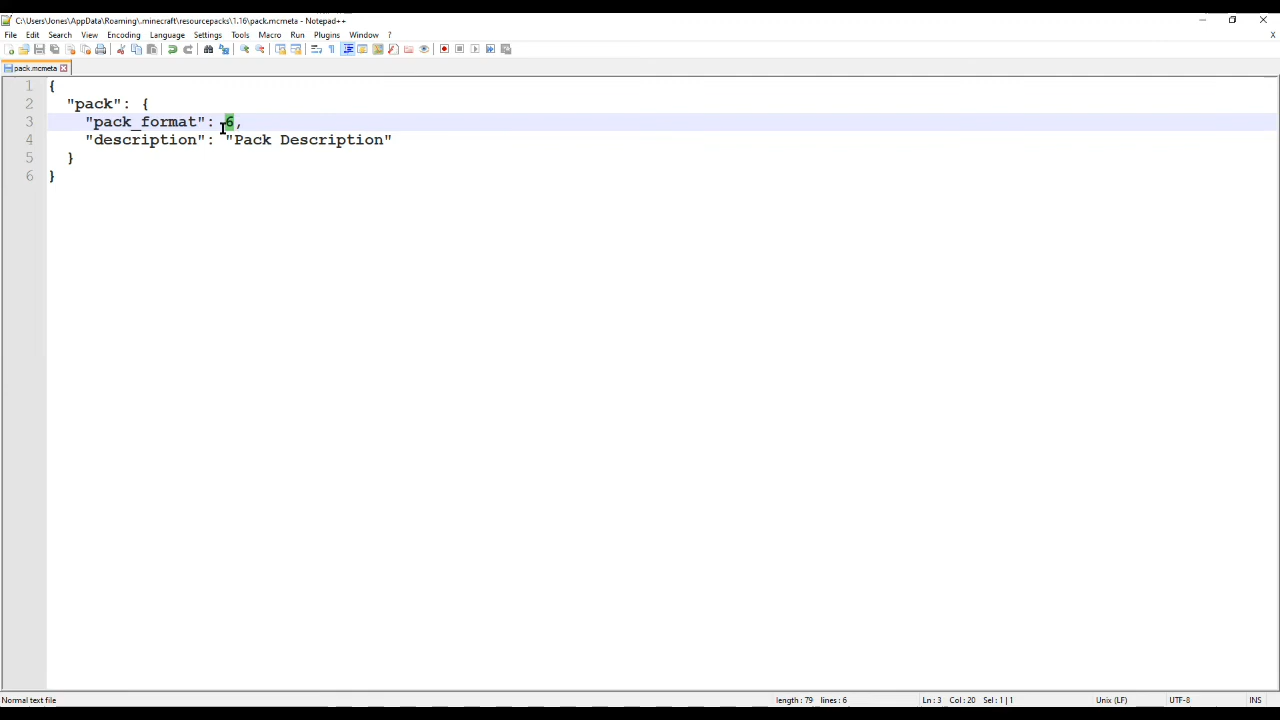 C:\Users\Jones\AppData\Roaming\.minecraft\resourcepacks\1.16\pack.mcmeta - Notepad++
File Edit Search View Encoding Language Settings Tools Macro Run Plugins Window ? X
pack.mcmeta
1 {
2 "pack": {
3 "pack_format": 6,
4 "description": "Pack Description"
5 }
6 }
Normal text file length : 79 lines : 6 Ln : 3 Col : 20 Sel : 1 | 1 Unix (LF) UTF-8 INS